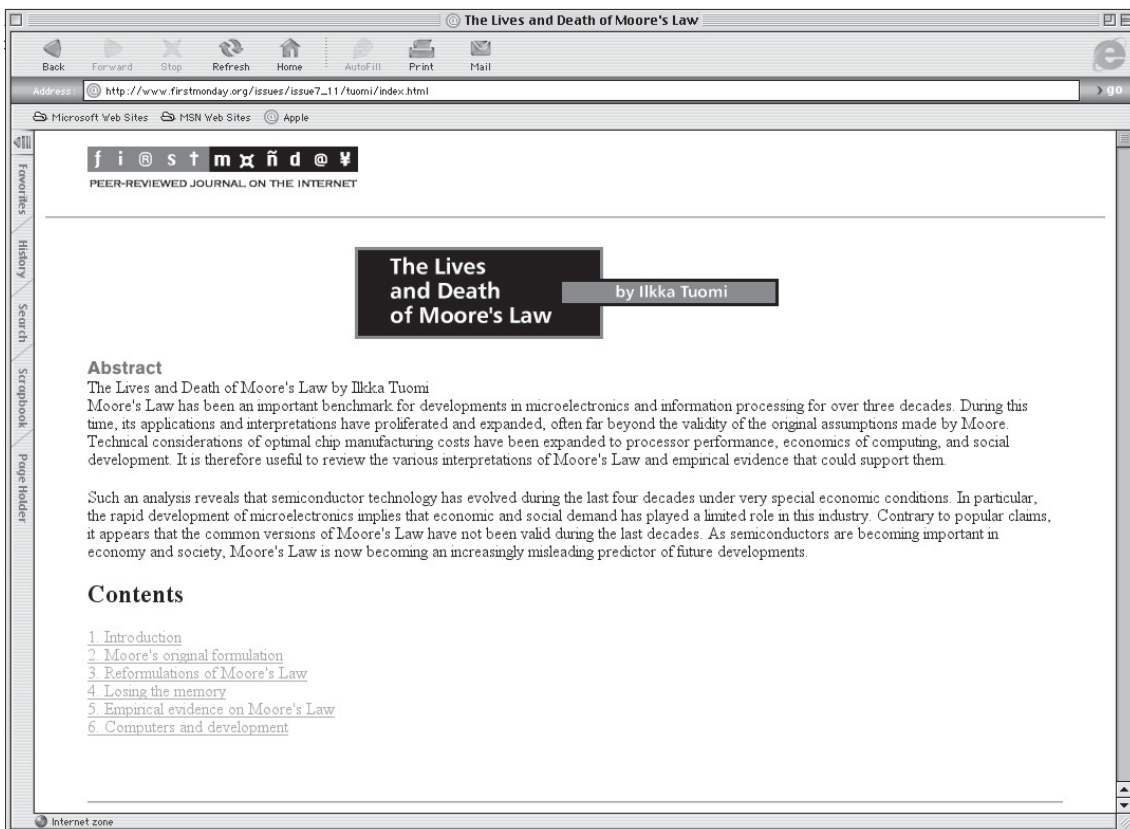 The Lives and Death of Moore's Law
Back Forward Stop Refresh Home AutoFill Print Mail
Address: http://www.firstmonday.org/issues/issue7_11/tuomi/index.html go
Microsoft Web Sites MSN Web Sites Apple
Favorites
History
Search
Scrapbook
Page Holder
f i ® s t m ¤ ñ d @ ¥
PEER-REVIEWED JOURNAL ON THE INTERNET
The Lives
and Death
of Moore's Law
by Ilkka Tuomi
Abstract
The Lives and Death of Moore's Law by Ilkka Tuomi
Moore's Law has been an important benchmark for developments in microelectronics and information processing for over three decades. During this
time, its applications and interpretations have proliferated and expanded, often far beyond the validity of the original assumptions made by Moore.
Technical considerations of optimal chip manufacturing costs have been expanded to processor performance, economics of computing, and social
development. It is therefore useful to review the various interpretations of Moore's Law and empirical evidence that could support them.
Such an analysis reveals that semiconductor technology has evolved during the last four decades under very special economic conditions. In particular,
the rapid development of microelectronics implies that economic and social demand has played a limited role in this industry. Contrary to popular claims,
it appears that the common versions of Moore's Law have not been valid during the last decades. As semiconductors are becoming important in
economy and society, Moore's Law is now becoming an increasingly misleading predictor of future developments.
Contents
1. Introduction
2. Moore's original formulation
3. Reformulations of Moore's Law
4. Losing the memory
5. Empirical evidence on Moore's Law
6. Computers and development
Internet zone